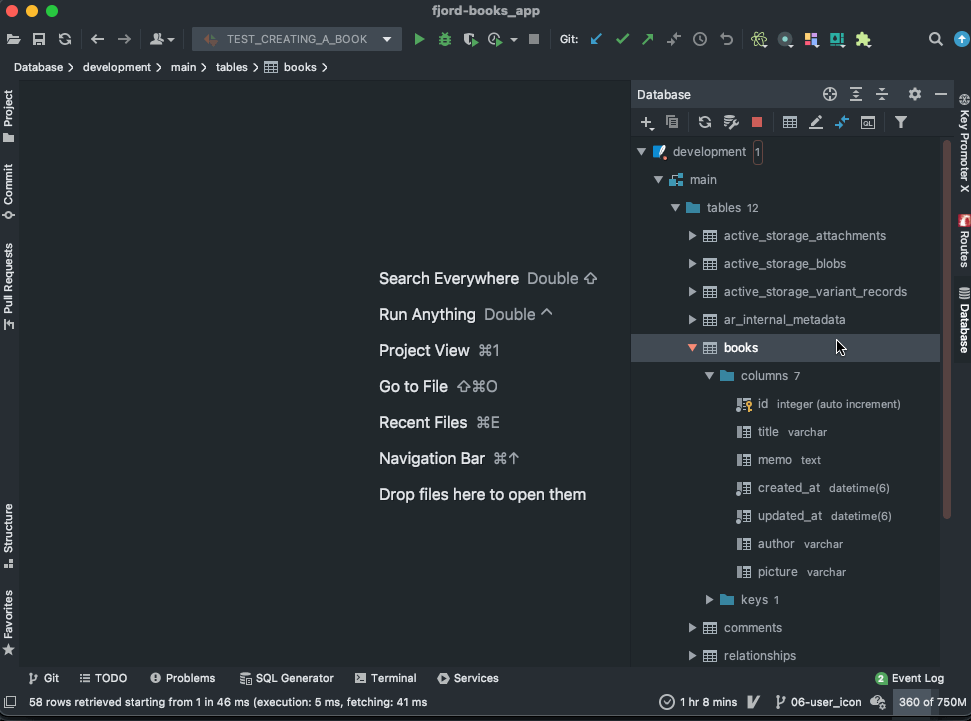 fjord-books_app
TEST_CREATING_A_BOOK Git:
Database development main tables books
Project
Commit
Pull Requests
Structure
Favorites
Search Everywhere Double ⇧
Run Anything Double ^
Project View ⌘1
Go to File ⇧⌘O
Recent Files ⌘E
Navigation Bar ⌘↑
Drop files here to open them
Database
QL
development 1
main
tables 12
active_storage_attachments
active_storage_blobs
active_storage_variant_records
ar_internal_metadata
books
columns 7
id integer (auto increment)
title varchar
memo text
created_at datetime(6)
updated_at datetime(6)
author varchar
picture varchar
keys 1
comments
relationships
Key Promoter X
Routes
Database
Git TODO Problems SQL Generator Terminal Services 2 Event Log
58 rows retrieved starting from 1 in 46 ms (execution: 5 ms, fetching: 41 ms 1 hr 8 mins 06-user_icon 360 of 750M